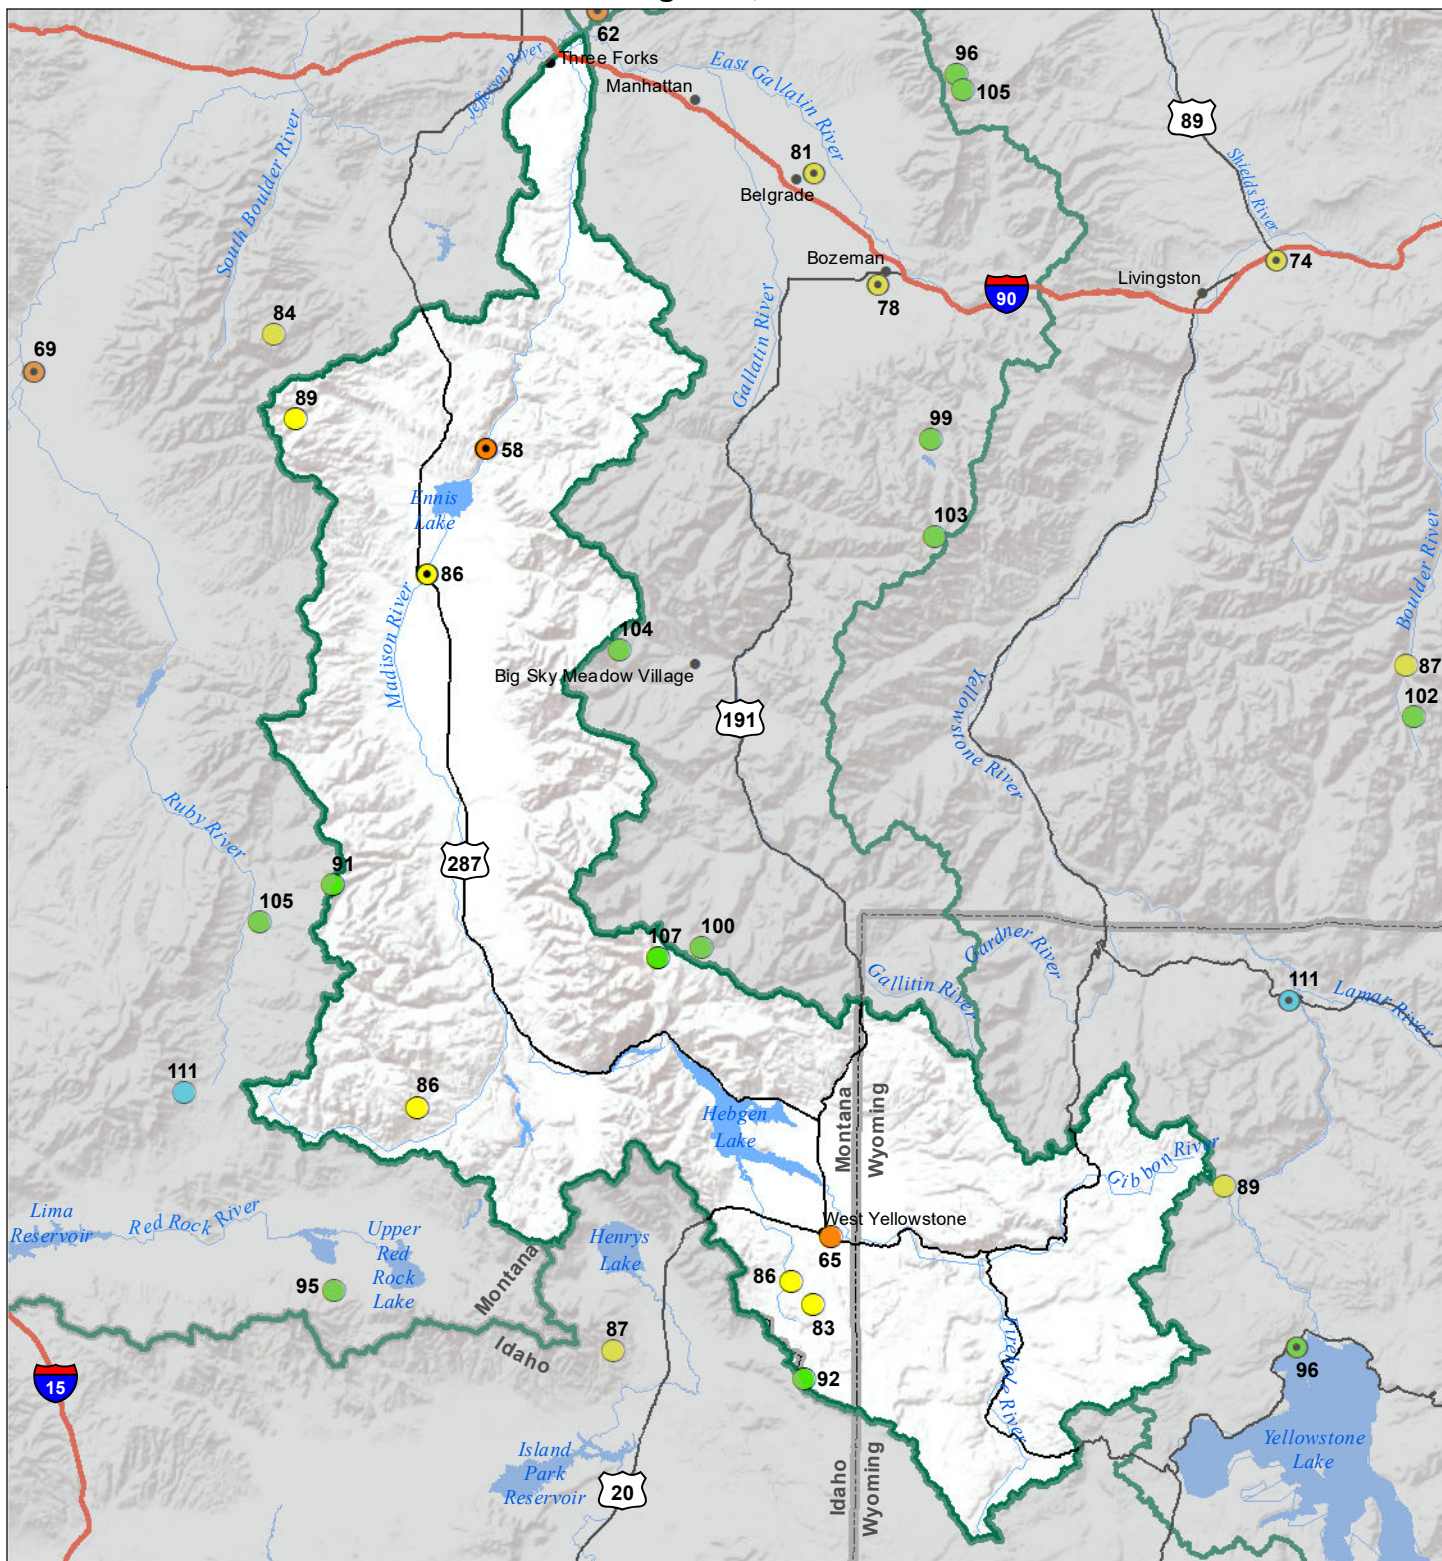 62
Three Forks
Jefferson River
Manhattan
East Gallatin River
96
105
89
Shields River
81
Belgrade
South Boulder River
Bozeman
78
90
Livingston
74
84
69
89
Gallatin River
58
Ennis
Lake
99
103
86
Madison River
104
Big Sky Meadow Village
191
Yellowstone River
Boulder River
87
102
Ruby River
287
91
105
107
100
Gallitin River
Gardner River
111
Lamar River
111
86
Hebgen
Lake
Montana
Wyoming
Gibbon River
89
Lima
Reservoir
Red Rock River
Upper
Red
Rock
Lake
Montana
Idaho
Henrys
Lake
West Yellowstone
65
86
83
95
87
92
Firehole River
96
15
Island
Park
Reservoir
20
Idaho
Wyoming
Yellowstone
Lake